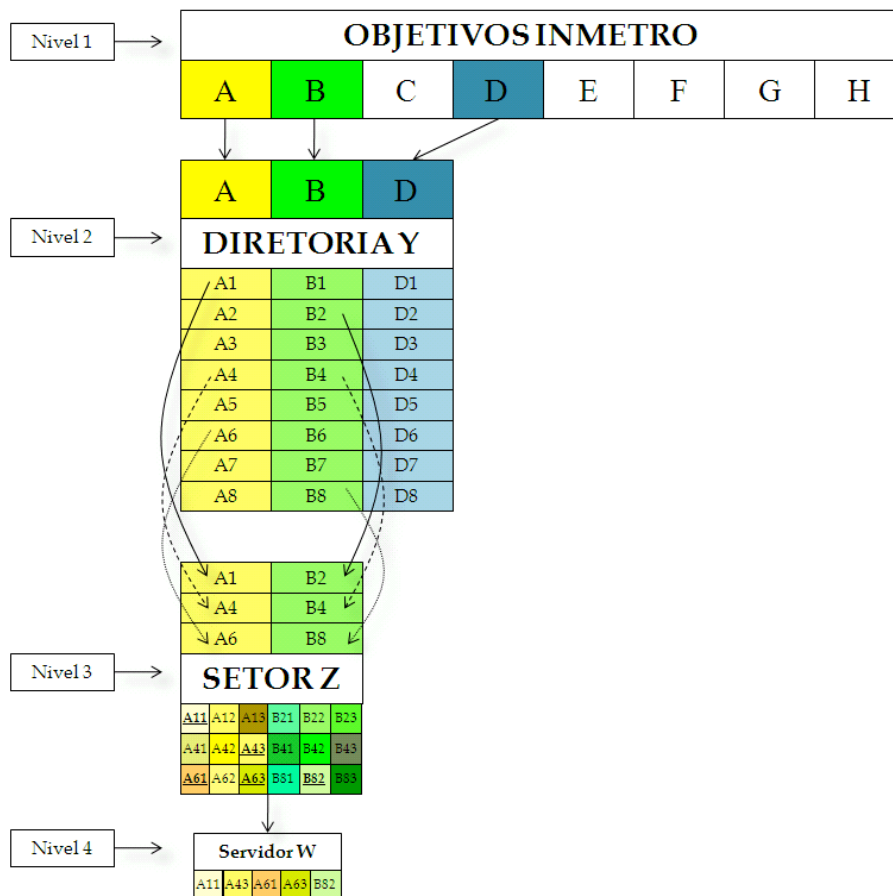 Nivel 1
OBJETIVOS INMETRO
A B C D E F G H
A B D
Nivel 2
DIRETORIA Y
A1 B1 D1
A2 B2 D2
A3 B3 D3
A4 B4 D4
A5 B5 D5
A6 B6 D6
A7 B7 D7
A8 B8 D8
A1 B2
A4 B4
A6 B8
Nivel 3
SETOR Z
A11 A12 A13 B21 B22 B23
A41 A42 A43 B41 B42 B43
A61 A62 A63 B81 B82 B83
Nivel 4
Servidor W
A11 A43 A61 A63 B82